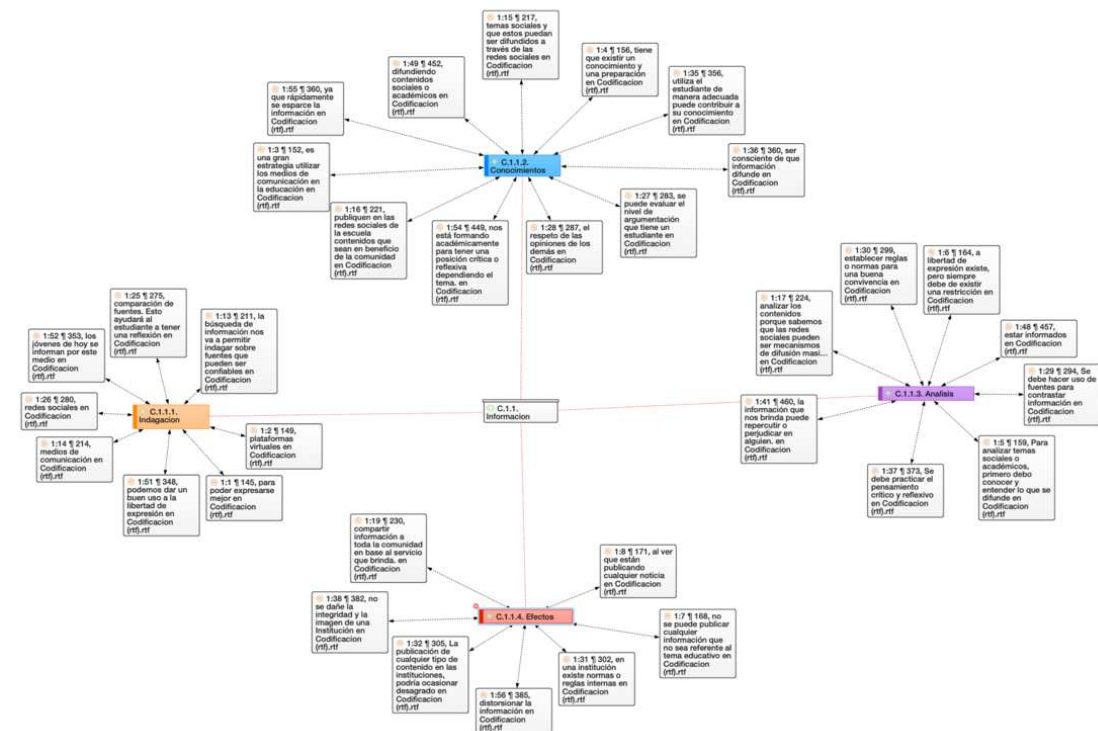 1:15 ¶ 217,
temas sociales y
que estos puedan
ser difundidos a
través de las
redes sociales en
Codificacion
(rtf).rtf
1:4 ¶ 156, tiene
que existir un
conocimiento y
una preparación
en Codificacion
(rtf).rtf
1:49 ¶ 452,
difundiendo
contenidos
sociales o
académicos en
Codificacion
(rtf).rtf
1:35 ¶ 356,
utiliza el
estudiante de
manera adecuada
puede contribuir a
su conocimiento
en Codificacion
(rtf).rtf
1:55 ¶ 360, ya
que rápidamente
se esparce la
información en
Codificacion
(rtf).rtf
1:3 ¶ 152, es
una gran
estrategia utilizar
los medios de
comunicación en
la educación en
Codificacion
(rtf).rtf
C.1.1.2.
Conocimientos
1:36 ¶ 360, ser
consciente de que
información
difunde en
Codificacion
(rtf).rtf
1:16 ¶ 221,
publiquen en las
redes sociales de
la escuela
contenidos que
sean en beneficio
de la comunidad
en Codificacion
(rtf).rtf
1:54 ¶ 449, nos
está formando
académicamente
para tener una
posición crítica o
reflexiva
dependiendo el
tema. en
Codificacion
(rtf).rtf
1:28 ¶ 287, el
respeto de las
opiniones de los
demás en
Codificacion
(rtf).rtf
1:27 ¶ 283, se
puede evaluar el
nivel de
argumentación
que tiene un
estudiante en
Codificacion
(rtf).rtf
1:25 ¶ 275,
comparación de
fuentes. Esto
ayudará al
estudiante a tener
una reflexión en
Codificacion
(rtf).rtf
1:13 ¶ 211, la
búsqueda de
información nos
va a permitir
indagar sobre
fuentes que
pueden ser
confiables en
Codificacion
(rtf).rtf
1:52 ¶ 353, los
jóvenes de hoy se
informan por este
medio en
Codificacion
(rtf).rtf
1:26 ¶ 280,
redes sociales en
Codificacion
(rtf).rtf
1:14 ¶ 214,
medios de
comunicación en
Codificacion
(rtf).rtf
C.1.1.1.
Indagacion
1:2 ¶ 149,
plataformas
virtuales en
Codificacion
(rtf).rtf
1:51 ¶ 348,
podemos dar un
buen uso a la
libertad de
expresión en
Codificacion
(rtf).rtf
1:1 ¶ 145, para
poder expresarse
mejor en
Codificacion
(rtf).rtf
C.1.1.
Informacion
1:30 ¶ 299,
establecer reglas
o normas para
una buena
convivencia en
Codificacion
(rtf).rtf
1:6 ¶ 164, a
libertad de
expresión existe,
pero siempre
debe de existir
una restricción en
Codificacion
(rtf).rtf
1:17 ¶ 224,
analizar los
contenidos
porque sabemos
que las redes
sociales pueden
ser mecanismos
de difusión masi...
en Codificacion
(rtf).rtf
1:48 ¶ 457,
estar informados
en Codificacion
(rtf).rtf
1:29 ¶ 294, Se
debe hacer uso de
fuentes para
contrastar
información en
Codificacion
(rtf).rtf
C.1.1.3. Analisis
1:41 ¶ 460, la
información que
nos brinda puede
repercutir o
perjudicar en
alguien. en
Codificacion
(rtf).rtf
1:37 ¶ 373, Se
debe practicar el
pensamiento
crítico y reflexivo
en Codificacion
(rtf).rtf
1:5 ¶ 159, Para
analizar temas
sociales o
académicos,
primero debo
conocer y
entender lo que se
difunde en
Codificacion
(rtf).rtf
1:19 ¶ 230,
compartir
información a
toda la comunidad
en base al servicio
que brinda. en
Codificacion
(rtf).rtf
1:8 ¶ 171, al ver
que están
publicando
cualquier noticia
en Codificacion
(rtf).rtf
1:38 ¶ 382, no
se dañe la
integridad y la
imagen de una
Institución en
Codificacion
(rtf).rtf
C.1.1.4. Efectos
1:7 ¶ 168, no
se puede publicar
cualquier
información que
no sea referente al
tema educativo en
Codificacion
(rtf).rtf
1:32 ¶ 305, La
publicación de
cualquier tipo de
contenido en las
instituciones,
podría ocasionar
desagrado en
Codificacion
(rtf).rtf
1:56 ¶ 385,
distorsionar la
información en
Codificacion
(rtf).rtf
1:31 ¶ 302, en
una institución
existe normas o
reglas internas en
Codificacion
(rtf).rtf